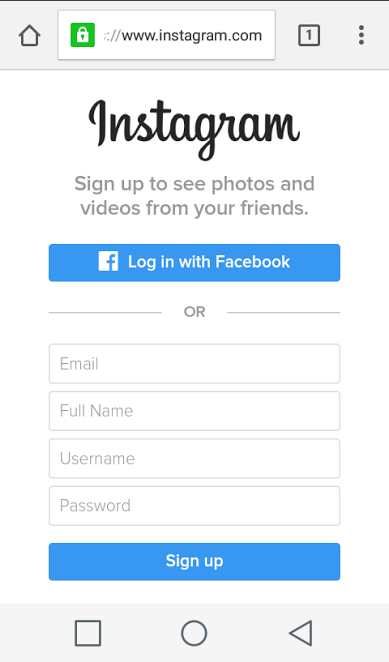 ://www.instagram.com
1
Instagram
Sign up to see photos and
videos from your friends.
Log in with Facebook
OR
Email
Full Name
Username
Password
Sign up